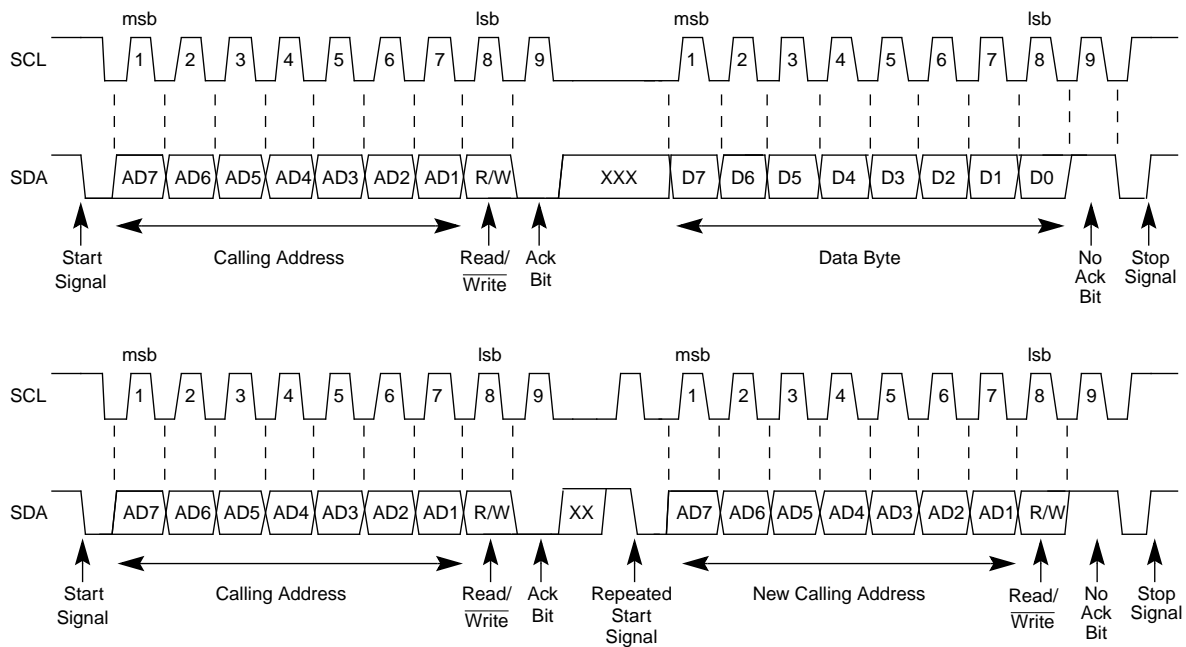 msb lsb msb lsb
SCL 1 2 3 4 5 6 7 8 9 1 2 3 4 5 6 7 8 9
SDA AD7 AD6 AD5 AD4 AD3 AD2 AD1 R/W XXX D7 D6 D5 D4 D3 D2 D1 D0
Start Signal
Calling Address
Read/ Write
Ack Bit
Data Byte
No Ack Bit
Stop Signal
msb lsb msb lsb
SCL 1 2 3 4 5 6 7 8 9 1 2 3 4 5 6 7 8 9
SDA AD7 AD6 AD5 AD4 AD3 AD2 AD1 R/W XX AD7 AD6 AD5 AD4 AD3 AD2 AD1 R/W
Start Signal
Calling Address
Read/ Write
Ack Bit
Repeated Start Signal
New Calling Address
Read/ Write
No Ack Bit
Stop Signal